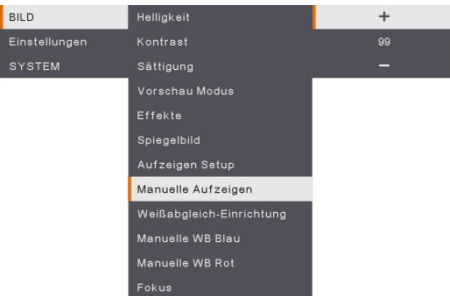 BILD
Einstellungen
SYSTEM
Helligkeit
Kontrast
Sättigung
Vorschau Modus
Effekte
Spiegelbild
Aufzeigen Setup
Manuelle Aufzeigen
Weißabgleich-Einrichtung
Manuelle WB Blau
Manuelle WB Rot
Fokus
+
99
−